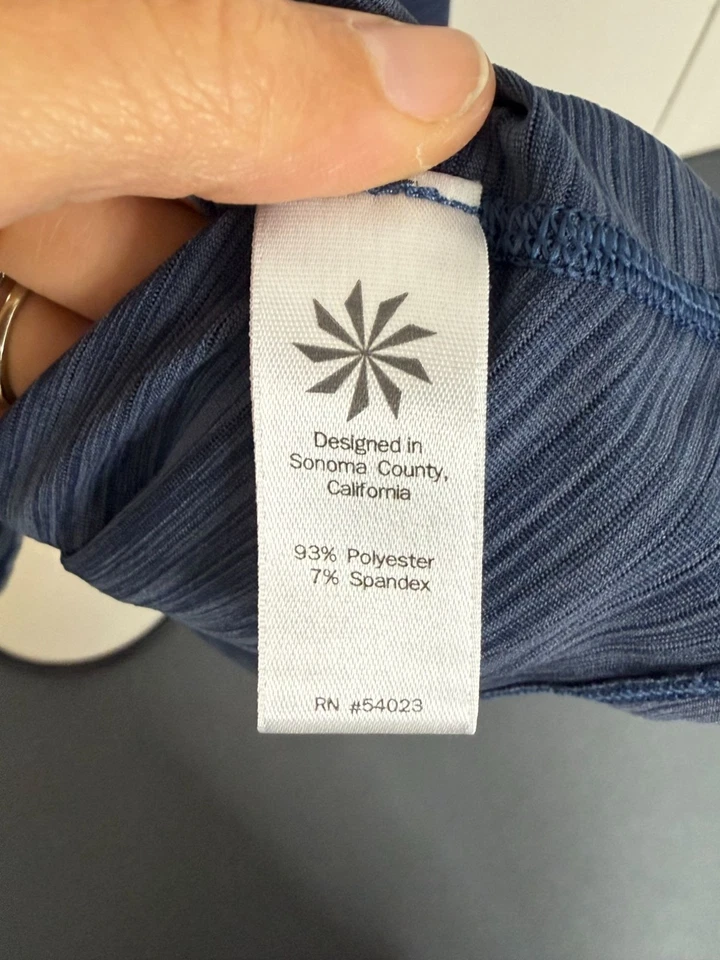 Designed in
Sonoma County,
California
93% Polyester
7% Spandex
RN #54023